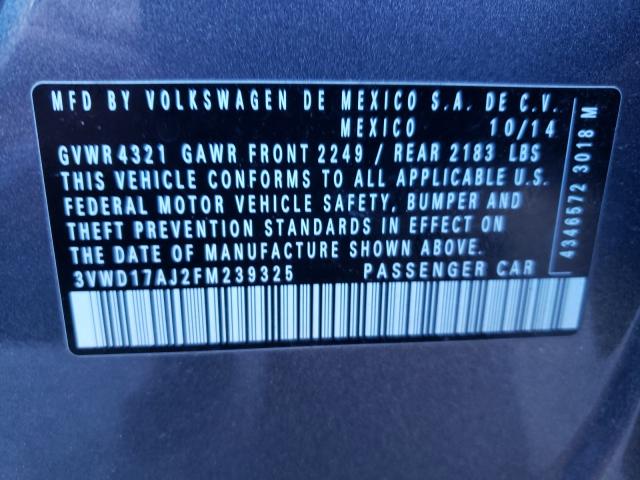 MFD BY VOLKSWAGEN DE MEXICO S.A. DE C.V.
MEXICO 10/14
GVWR 4321 GAWR FRONT 2249 / REAR 2183 LBS
THIS VEHICLE CONFORMS TO ALL APPLICABLE U.S.
FEDERAL MOTOR VEHICLE SAFETY, BUMPER AND
THEFT PREVENTION STANDARDS IN EFFECT ON
THE DATE OF MANUFACTURE SHOWN ABOVE.
3VWD17AJ2FM239325 PASSENGER CAR
4346572 3018 M